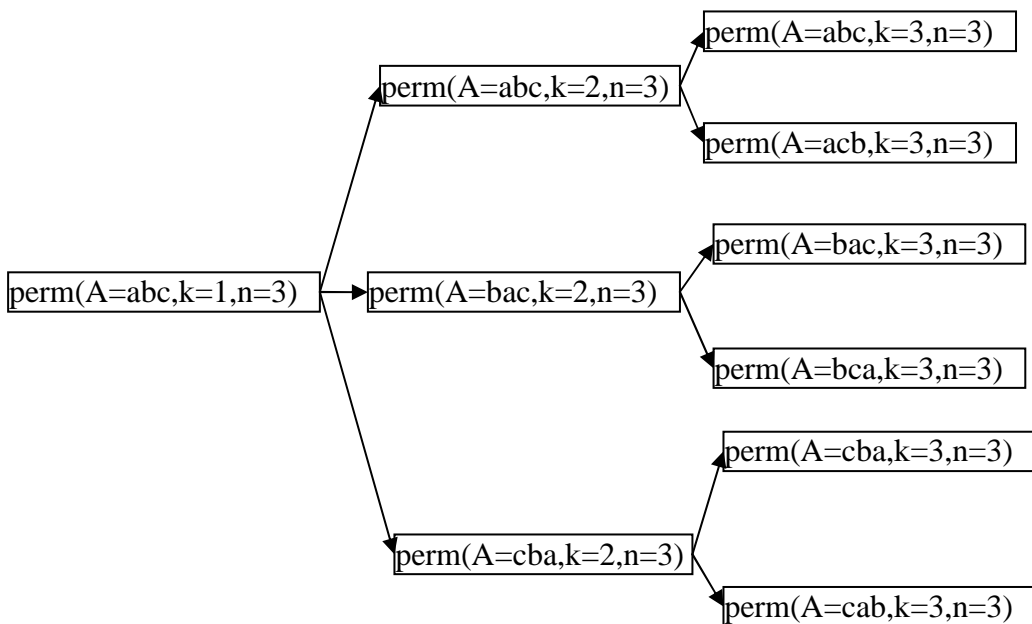 perm(A=abc,k=3,n=3)
perm(A=abc,k=2,n=3)
perm(A=acb,k=3,n=3)
perm(A=bac,k=3,n=3)
perm(A=abc,k=1,n=3)
perm(A=bac,k=2,n=3)
perm(A=bca,k=3,n=3)
perm(A=cba,k=3,n=3)
perm(A=cba,k=2,n=3)
perm(A=cab,k=3,n=3)